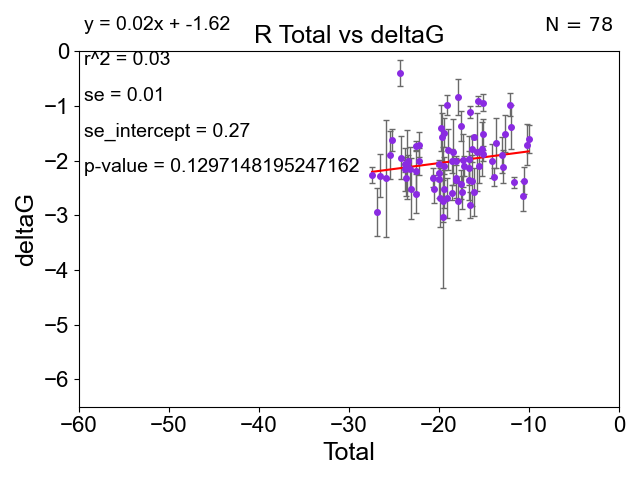 y = 0.02x + -1.62
N = 78
R Total vs deltaG
r^2 = 0.03
se = 0.01
se_intercept = 0.27
p-value = 0.1297148195247162
0
−1
−2
−3
−4
−5
−6
deltaG
−60 −50 −40 −30 −20 −10 0
Total